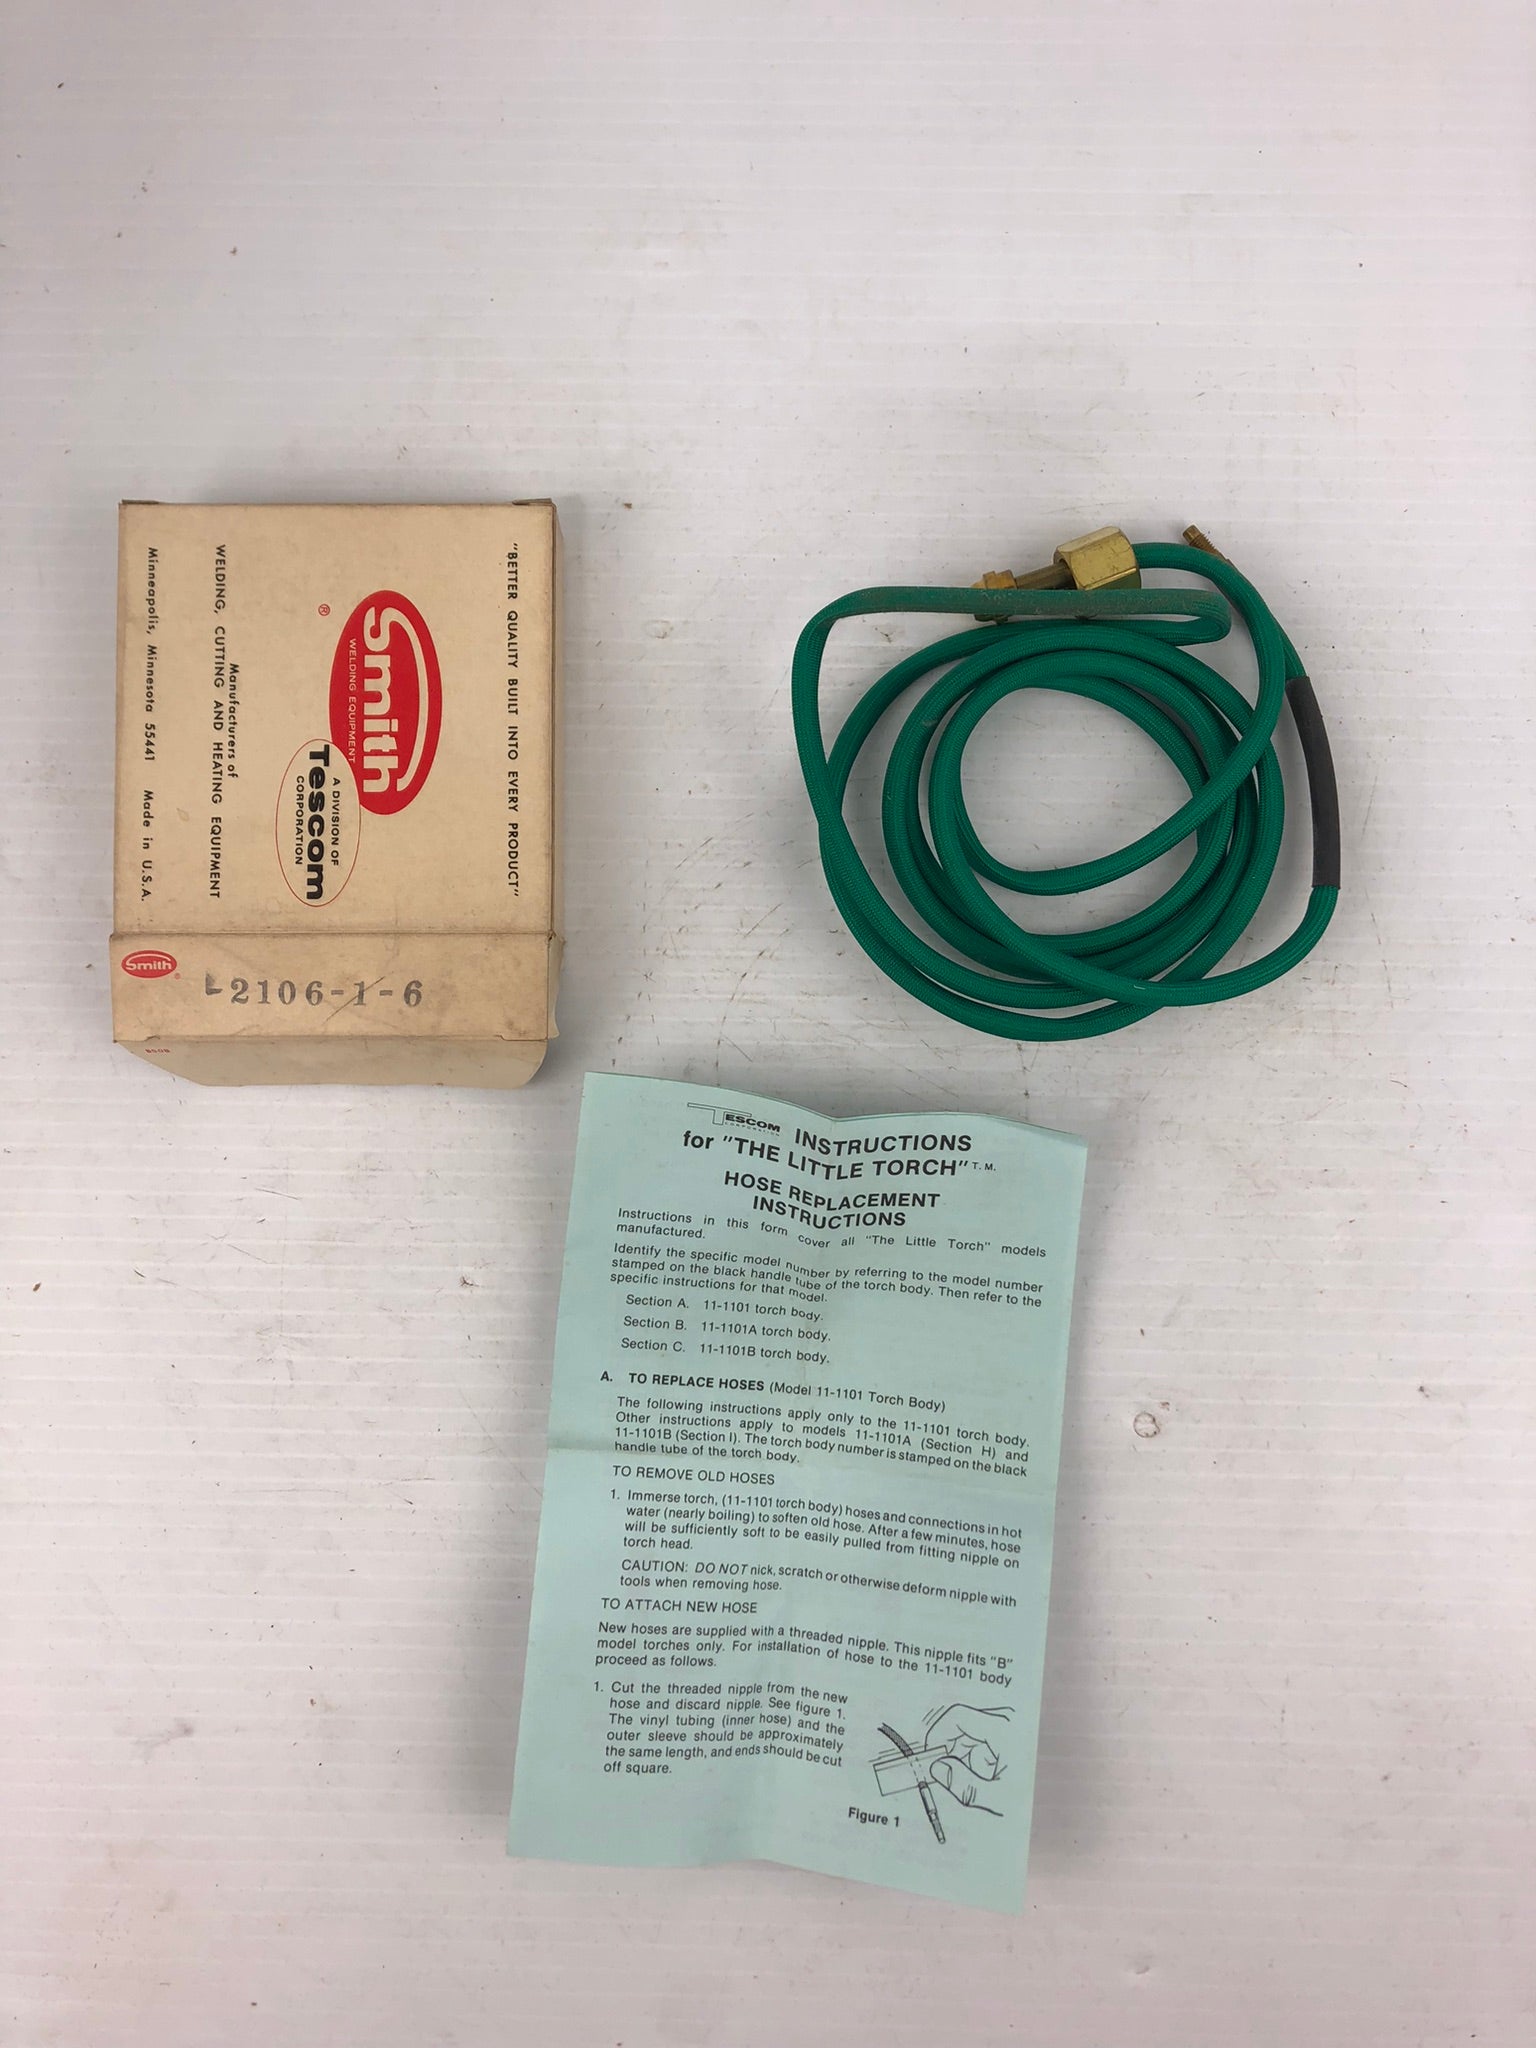 "BETTER QUALITY BUILT INTO EVERY PRODUCT"
Smith
WELDING EQUIPMENT
®
A DIVISION OF
Tescom
CORPORATION
Manufacturers of
WELDING, CUTTING AND HEATING EQUIPMENT
Minneapolis, Minnesota 55441 Made in U.S.A.
Smith
®
L2106-1-6
TESCOM
CORPORATION
INSTRUCTIONS
for "THE LITTLE TORCH" T.M.
HOSE REPLACEMENT
INSTRUCTIONS
Instructions in this form cover all "The Little Torch" models
manufactured.
Identify the specific model number by referring to the model number
stamped on the black handle tube of the torch body. Then refer to the
specific instructions for that model.
Section A. 11-1101 torch body.
Section B. 11-1101A torch body.
Section C. 11-1101B torch body.
A. TO REPLACE HOSES (Model 11-1101 Torch Body)
The following instructions apply only to the 11-1101 torch body.
Other instructions apply to models 11-1101A (Section H) and
11-1101B (Section I). The torch body number is stamped on the black
handle tube of the torch body.
TO REMOVE OLD HOSES
1. Immerse torch, (11-1101 torch body) hoses and connections in hot
water (nearly boiling) to soften old hose. After a few minutes, hose
will be sufficiently soft to be easily pulled from fitting nipple on
torch head.
CAUTION: DO NOT nick, scratch or otherwise deform nipple with
tools when removing hose.
TO ATTACH NEW HOSE
New hoses are supplied with a threaded nipple. This nipple fits "B"
model torches only. For installation of hose to the 11-1101 body
proceed as follows.
1. Cut the threaded nipple from the new
hose and discard nipple. See figure 1.
The vinyl tubing (inner hose) and the
outer sleeve should be approximately
the same length, and ends should be cut
off square.
Figure 1